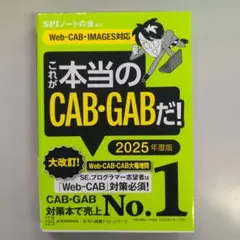 SPIノートの会 編著
Web-CAB・IMAGES対応
これが
本当の
CAB・GABだ!
2025年度版
大改訂!
Web-CAB・CAB大幅増問
SE、プログラマー志望者は
「Web-CAB」対策必須!
CAB・GAB
対策本で売上
No.1